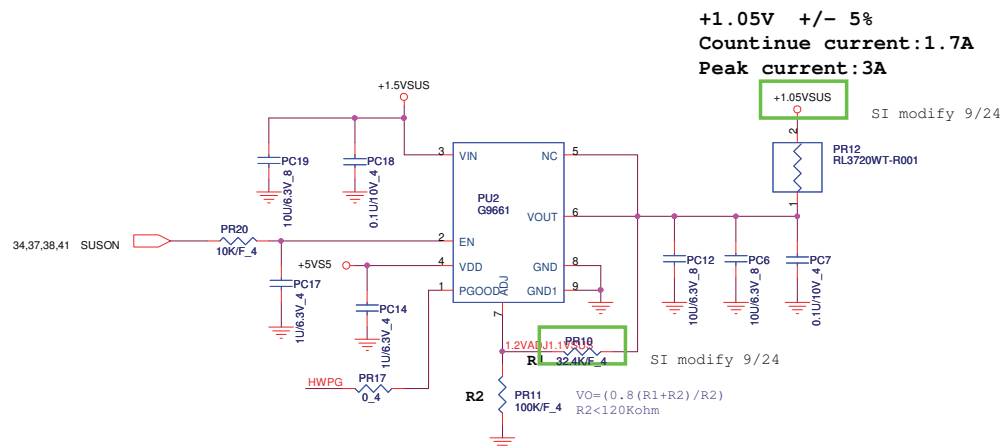 +1.05V +/- 5%
Countinue current:1.7A
Peak current:3A
+1.05VSUS
SI modify 9/24
+1.5VSUS
2
PR12
RL3720WT-R001
1
PC19
10U/6.3V_8
PC18
0.1U/10V_4
3
VIN
NC
5
PU2
G9661
VOUT
6
34,37,38,41 SUSON
PR20
10K/F_4
2
EN
+5VS5
4
VDD
GND
8
1
PGOOD
GND1
9
ADJ
7
PC17
1U/6.3V_4
PC14
1U/6.3V_4
PC12
10U/6.3V_8
PC6
10U/6.3V_8
PC7
0.1U/10V_4
1.2VADJ1.1VSUS
PR10
R1
32.4K/F_4
SI modify 9/24
HWPG
PR17
0_4
R2
PR11
100K/F_4
VO=(0.8(R1+R2)/R2)
R2<120Kohm